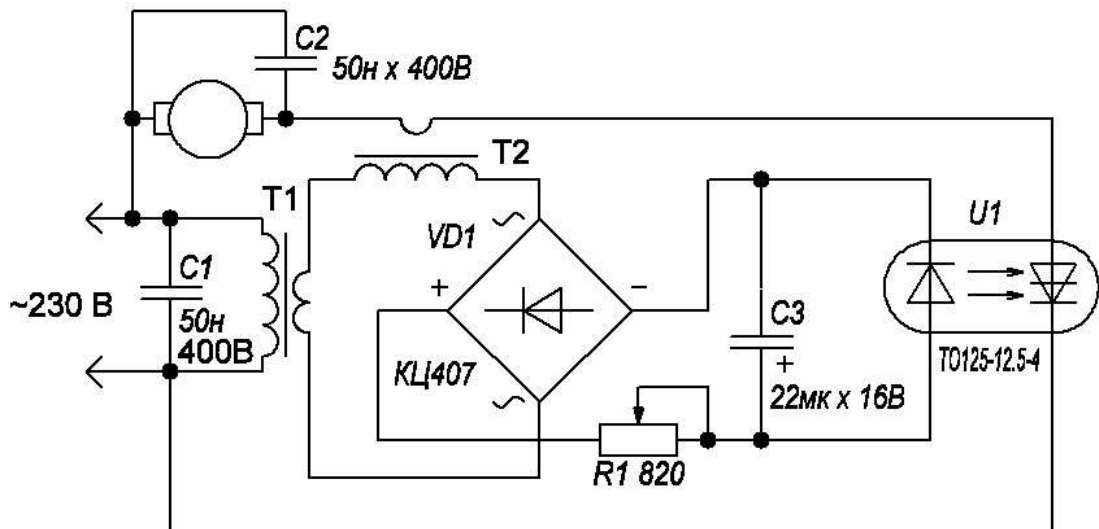 C2
50н x 400В
T2
T1
U1
VD1
C1
+
−
~230 В
C3
50н
400В
+
ТО125-12.5-4
КЦ407
22мк x 16В
R1 820